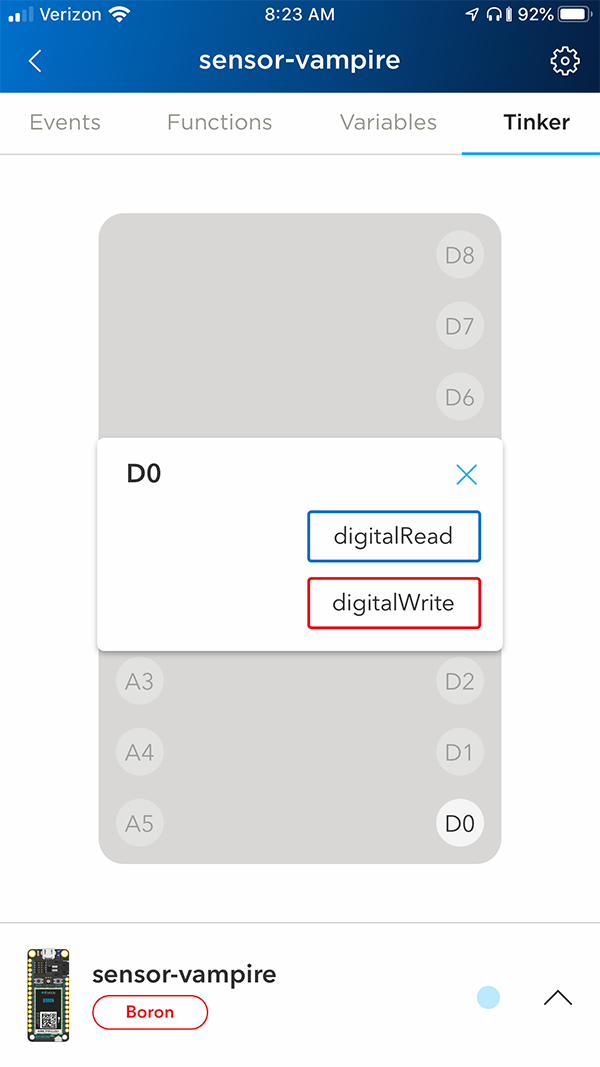 Verizon 8:23 AM 92%
sensor-vampire
Events Functions Variables Tinker
D8
D7
D6
D0
digitalRead
digitalWrite
A3 D2
A4 D1
A5 D0
sensor-vampire
Boron